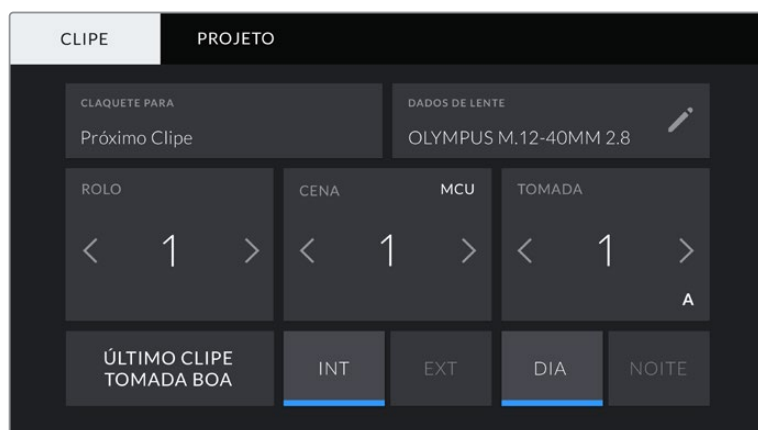 CLIPE PROJETO
CLAQUETE PARA DADOS DE LENTE
Próximo Clipe OLYMPUS M.12-40MM 2.8
ROLO CENA MCU TOMADA
1 1 1
A
ÚLTIMO CLIPE
TOMADA BOA INT EXT DIA NOITE